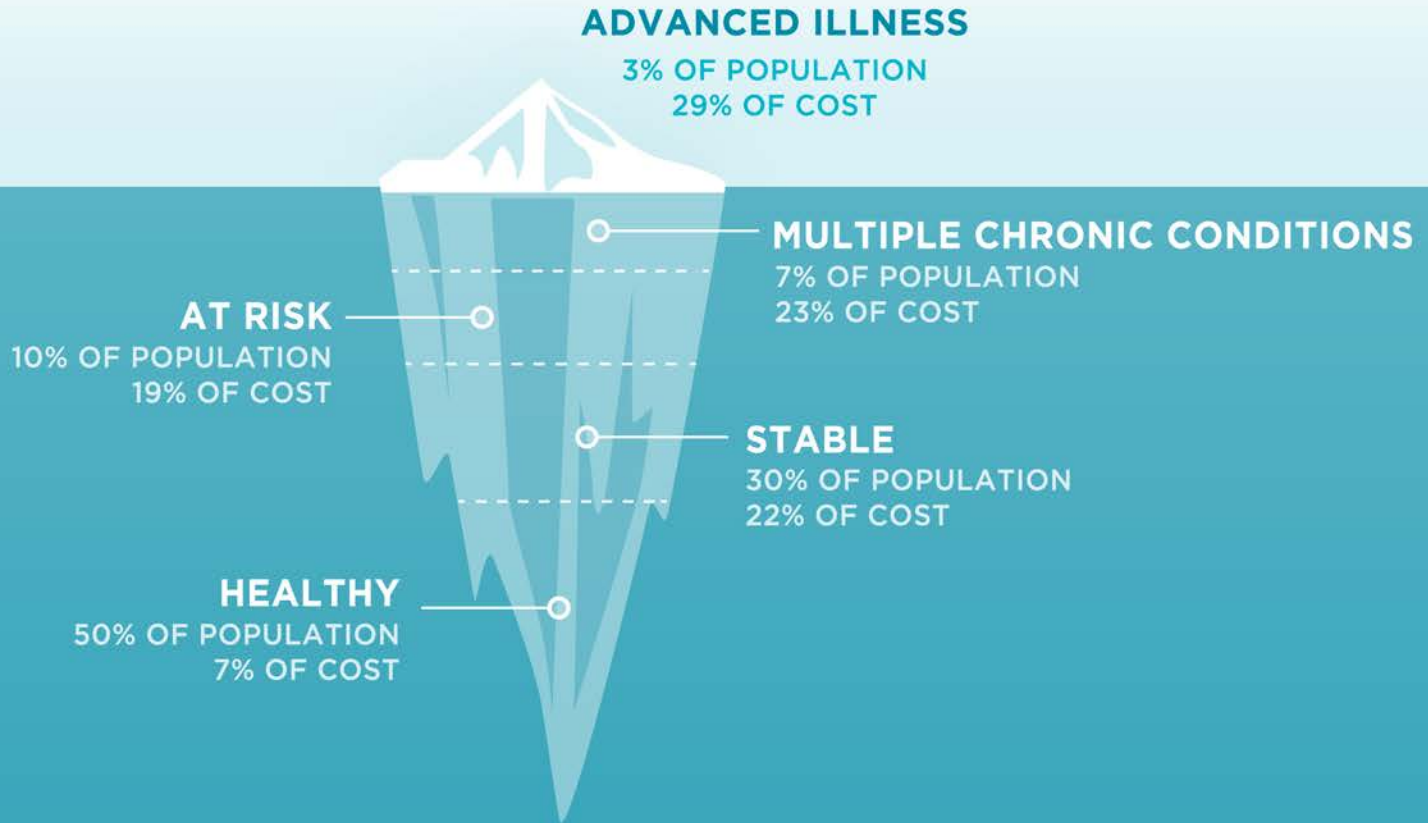 ADVANCED ILLNESS
3% OF POPULATION
29% OF COST
MULTIPLE CHRONIC CONDITIONS
7% OF POPULATION
23% OF COST
AT RISK
10% OF POPULATION
19% OF COST
STABLE
30% OF POPULATION
22% OF COST
HEALTHY
50% OF POPULATION
7% OF COST